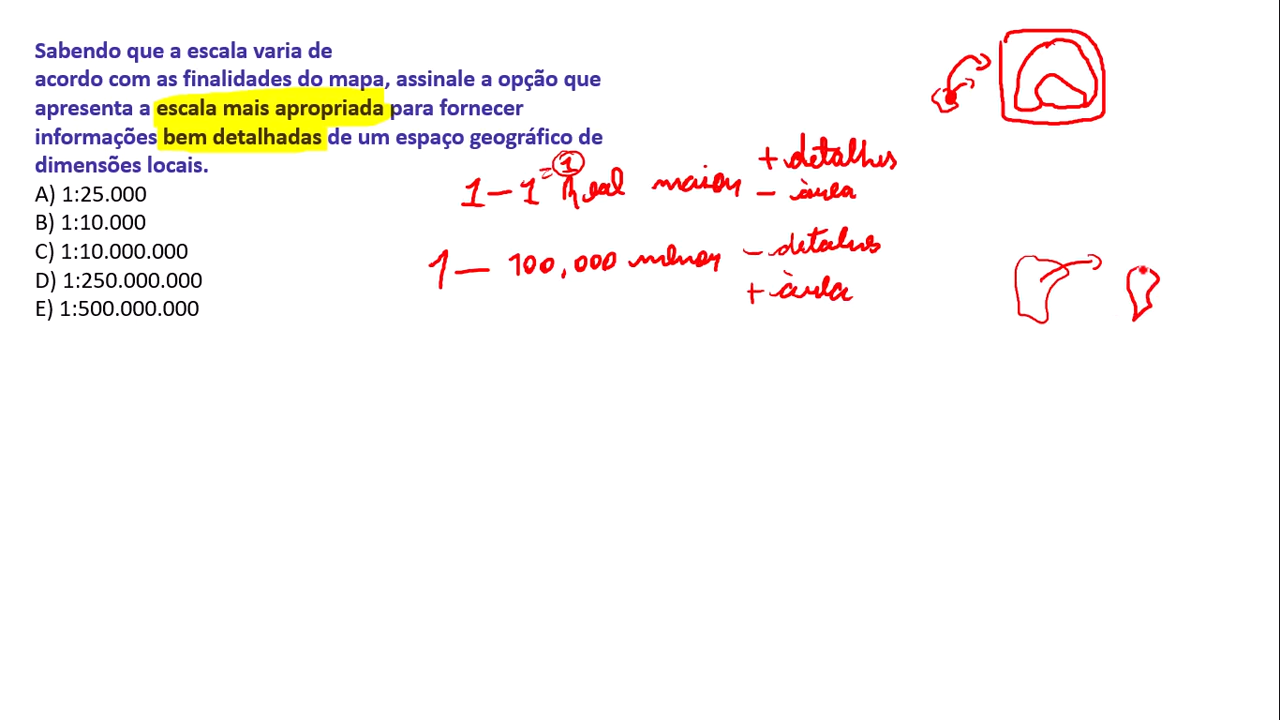 Sabendo que a escala varia de
acordo com as finalidades do mapa, assinale a opção que
apresenta a escala mais apropriada para fornecer
informações bem detalhadas de um espaço geográfico de
dimensões locais.
A) 1:25.000
B) 1:10.000
C) 1:10.000.000
D) 1:250.000.000
E) 1:500.000.000
1 — 1 = 1 Real maior + detalhes
- área
1 — 100,000 menor - detalhes
+ área